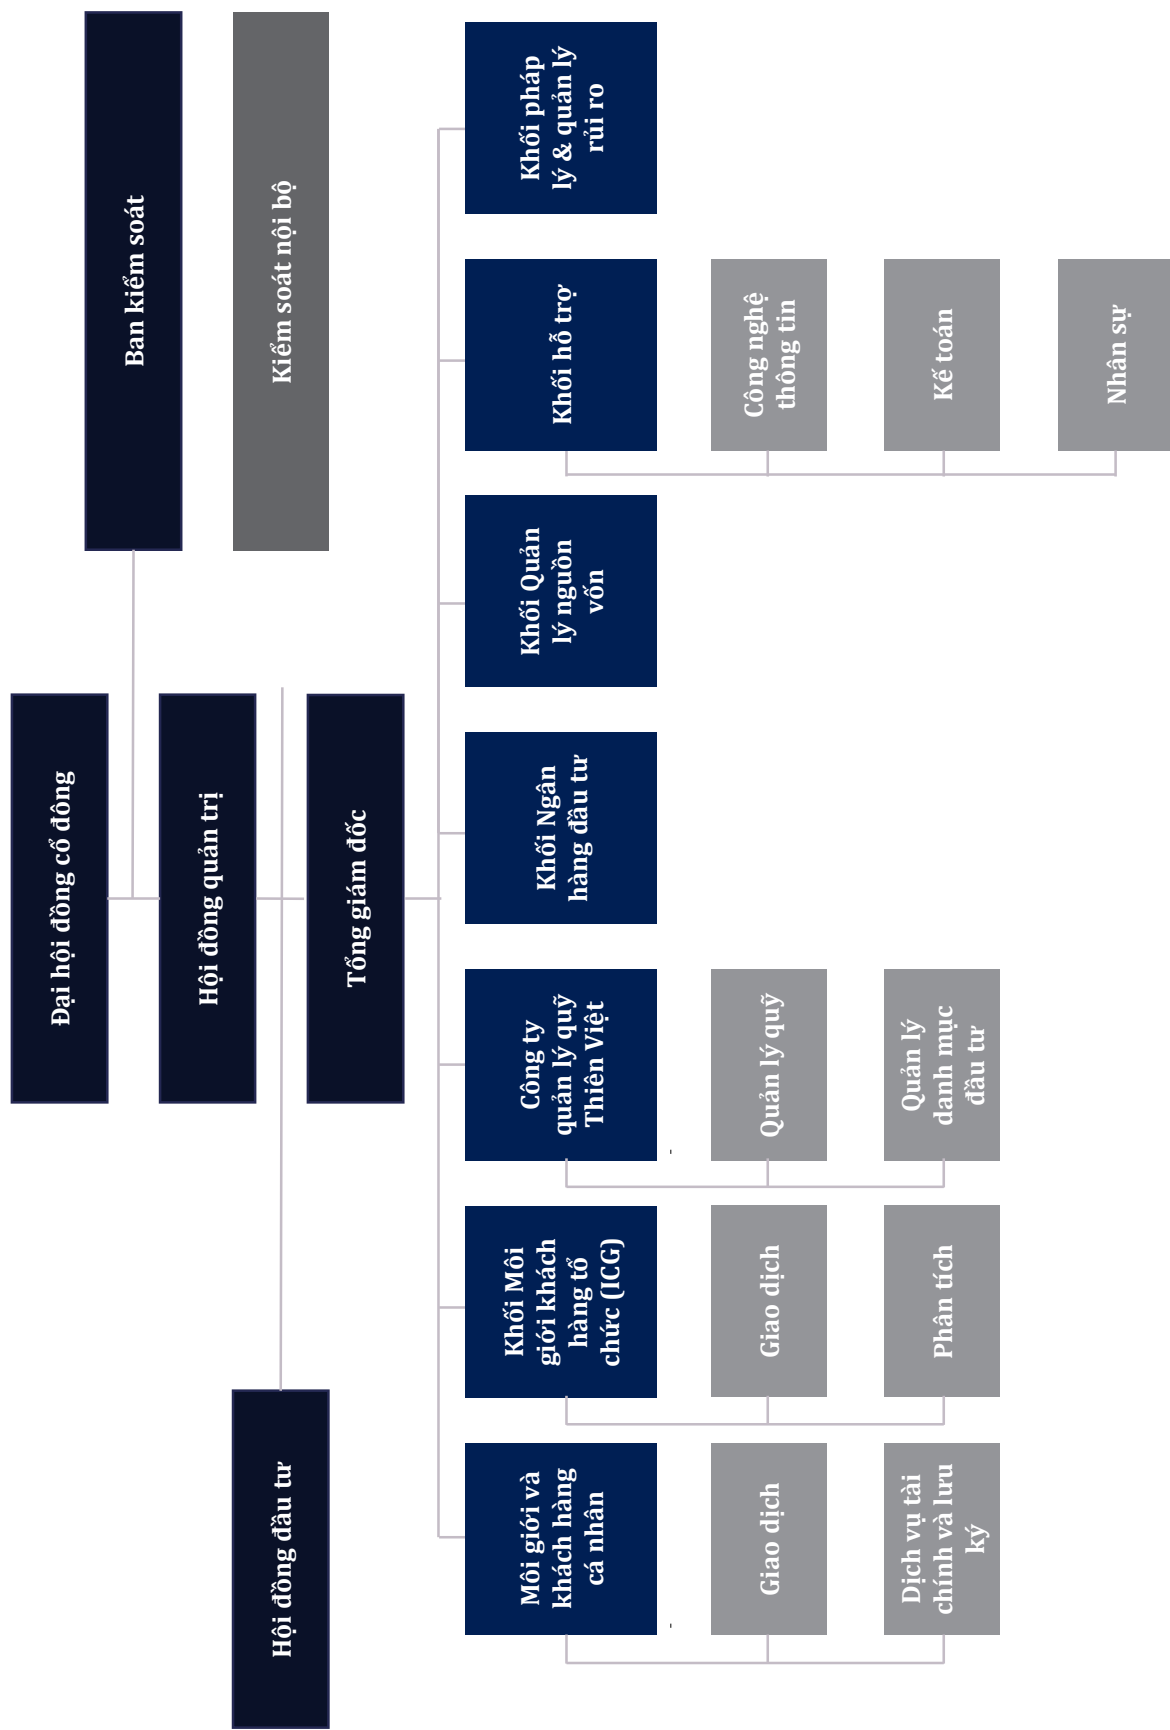 Đại hội đồng cổ đông
Ban kiểm soát
Hội đồng quản trị
Hội đồng đầu tư
Kiểm soát nội bộ
Tổng giám đốc
Môi giới và
khách hàng
cá nhân
Khối Môi
giới khách
hàng tổ
chức (ICG)
Công ty
quản lý quỹ
Thiên Việt
Khối Ngân
hàng đầu tư
Khối Quản
lý nguồn
vốn
Khối hỗ trợ
Khối pháp
lý & quản lý
rủi ro
Giao dịch
Giao dịch
Quản lý quỹ
Công nghệ
thông tin
Dịch vụ tài
chính và lưu
ký
Phân tích
Quản lý
danh mục
đầu tư
Kế toán
Nhân sự